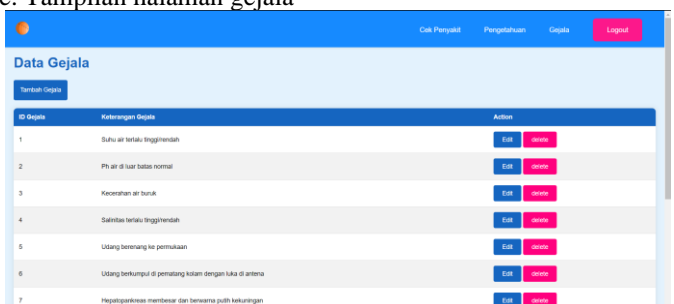 c. Tampilan halaman gejala
Cek Penyakit Pengetahuan Gejala Logout
Data Gejala
Tambah Gejala
ID Gejala Keterangan Gejala Action
1 Suhu air terlalu tinggi/rendah Edit delete
2 Ph air di luar batas normal Edit delete
3 Kecerahan air buruk Edit delete
4 Salinitas terlalu tinggi/rendah Edit delete
5 Udang berenang ke permukaan Edit delete
6 Udang berkumpul di pematang kolam dengan luka di antena Edit delete
7 Hepatopankreas membesar dan berwarna putih kekuningan Edit delete